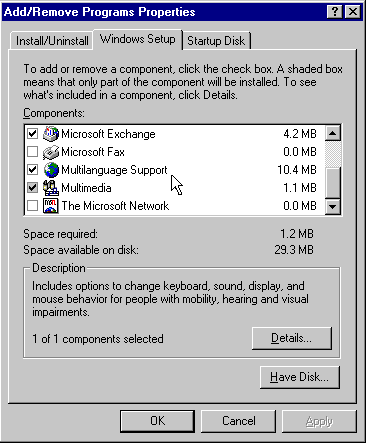 Add/Remove Programs Properties
Install/Uninstall Windows Setup Startup Disk
To add or remove a component, click the check box. A shaded box
means that only part of the component will be installed. To see
what's included in a component, click Details.
Components:
Microsoft Exchange 4.2 MB
Microsoft Fax 0.0 MB
Multilanguage Support 10.4 MB
Multimedia 1.1 MB
The Microsoft Network 0.0 MB
Space required: 1.2 MB
Space available on disk: 29.3 MB
Description
Includes options to change keyboard, sound, display, and
mouse behavior for people with mobility, hearing and visual
impairments.
1 of 1 components selected
Details...
Have Disk...
OK Cancel Apply